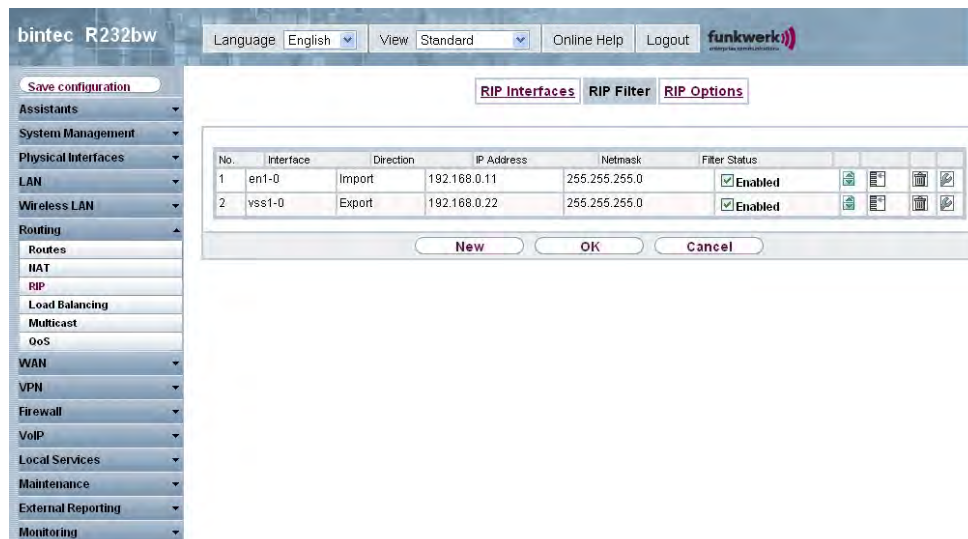 bintec R232bw
Language English View Standard Online Help Logout funkwerk
Save configuration
Assistants
System Management
Physical Interfaces
LAN
Wireless LAN
Routing
Routes
NAT
RIP
Load Balancing
Multicast
QoS
WAN
VPN
Firewall
VoIP
Local Services
Maintenance
External Reporting
Monitoring
RIP Interfaces RIP Filter RIP Options
No. Interface Direction IP Address Netmask Filter Status
1 en1-0 Import 192.168.0.11 255.255.255.0 Enabled
2 vss1-0 Export 192.168.0.22 255.255.255.0 Enabled
New OK Cancel